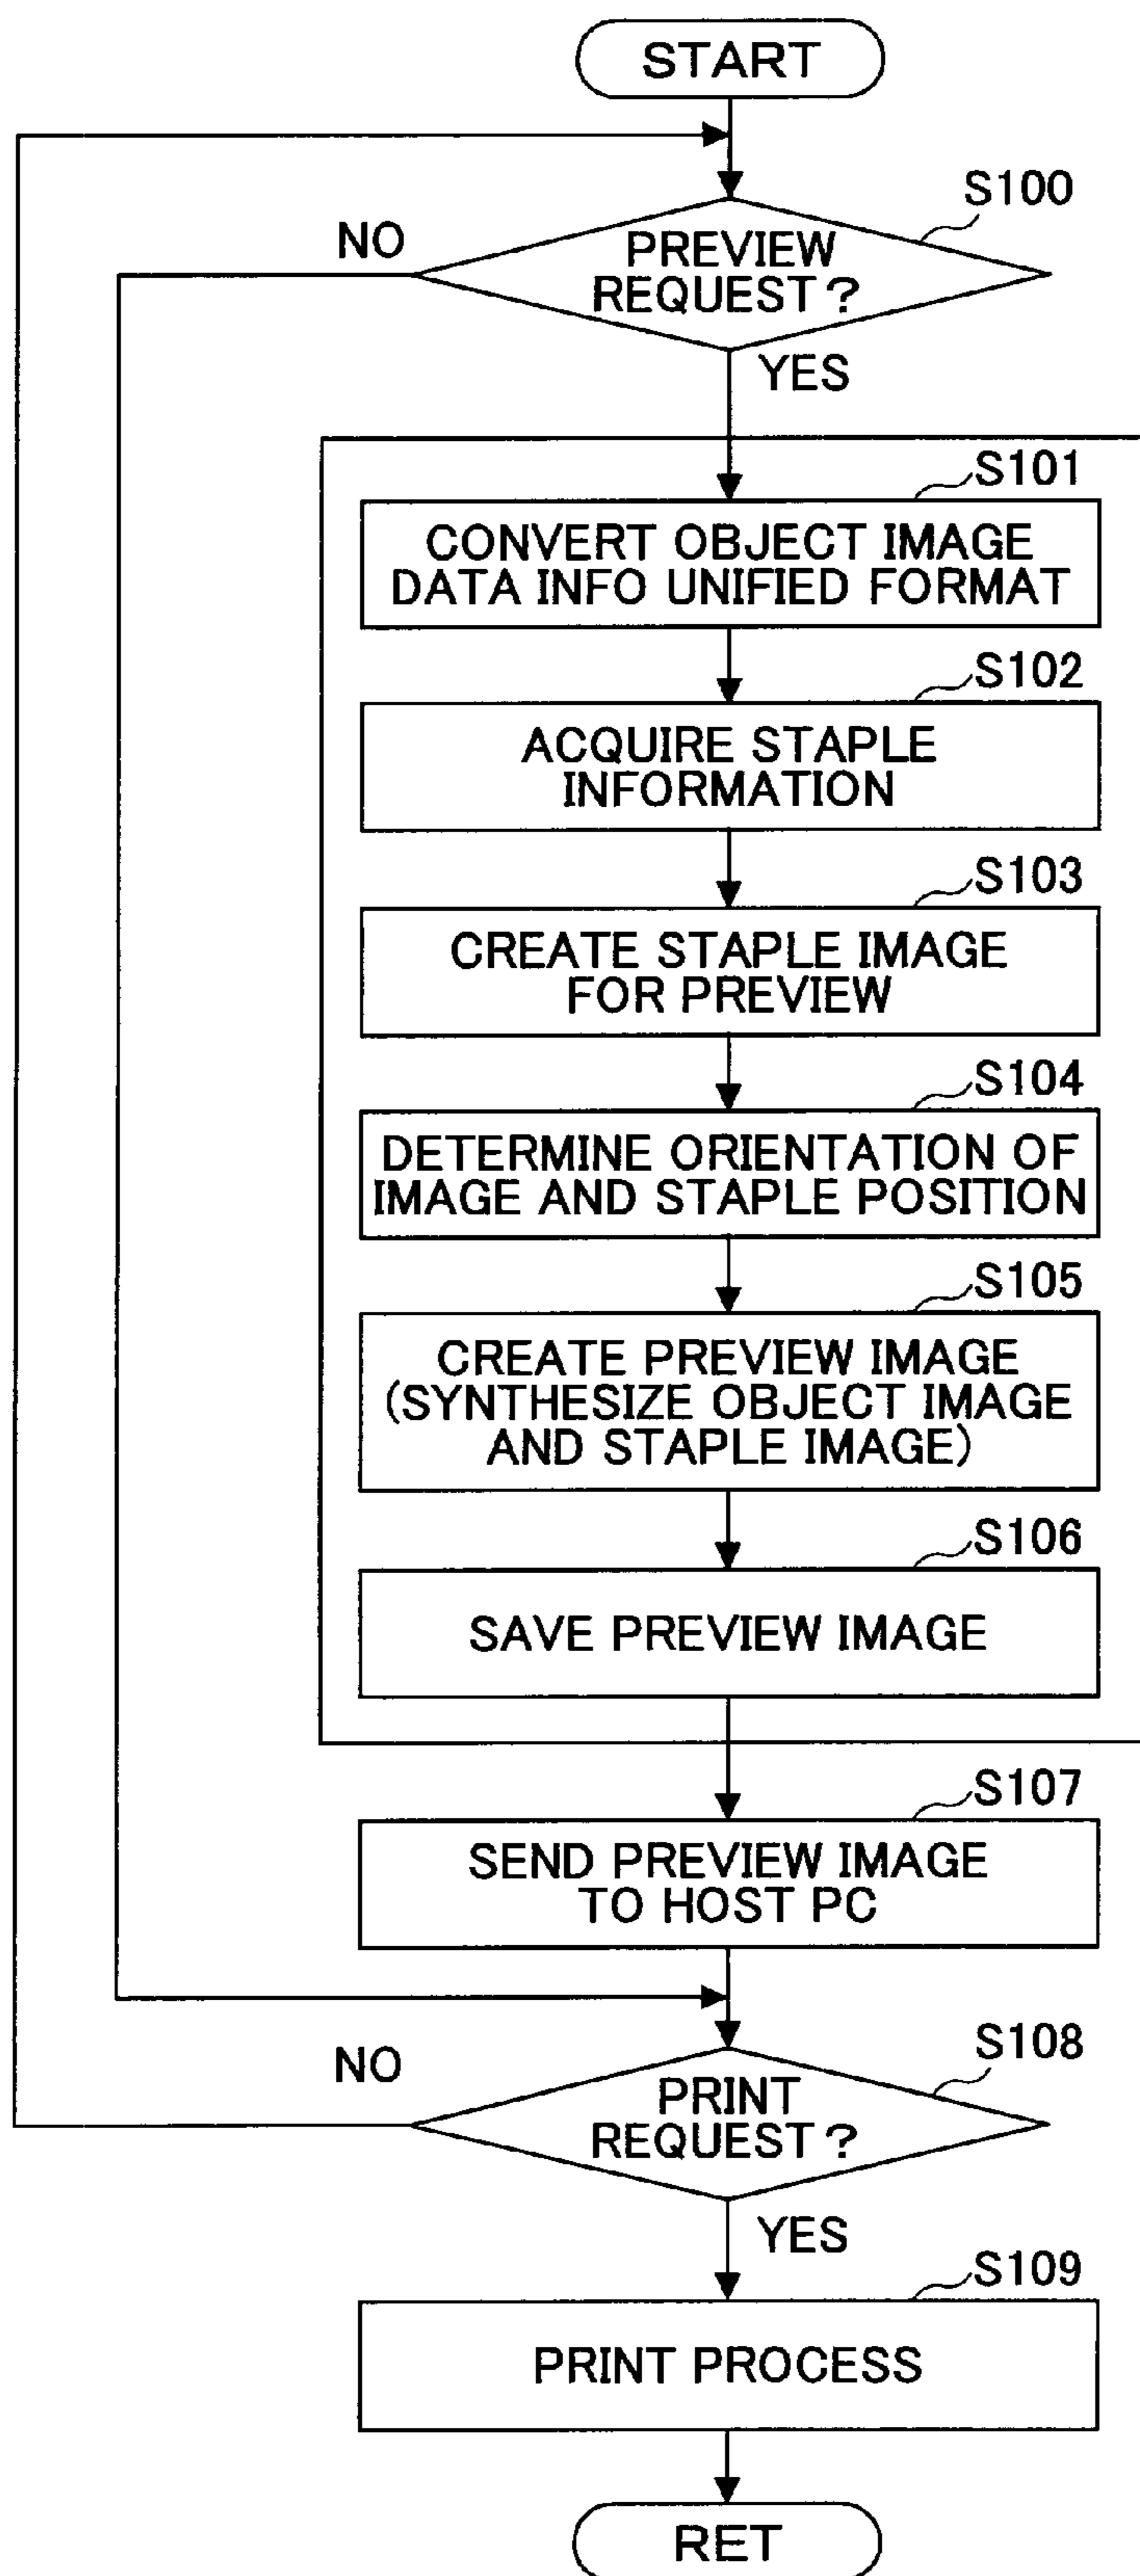 START
S100
NO
PREVIEW
REQUEST?
YES
S101
CONVERT OBJECT IMAGE
DATA INFO UNIFIED FORMAT
S102
ACQUIRE STAPLE
INFORMATION
S103
CREATE STAPLE IMAGE
FOR PREVIEW
S104
DETERMINE ORIENTATION OF
IMAGE AND STAPLE POSITION
S105
CREATE PREVIEW IMAGE
(SYNTHESIZE OBJECT IMAGE
AND STAPLE IMAGE)
S106
SAVE PREVIEW IMAGE
S107
SEND PREVIEW IMAGE
TO HOST PC
S108
NO
PRINT
REQUEST?
YES
S109
PRINT PROCESS
RET